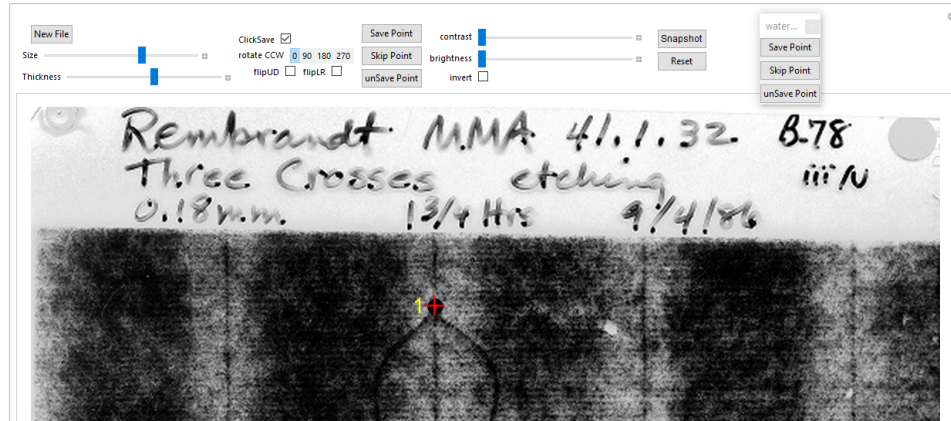 New File
Size
Thickness
ClickSave
rotate CCW 0 90 180 270
flipUD flipLR
Save Point
Skip Point
unSave Point
contrast
brightness
invert
Snapshot
Reset
water...
Save Point
Skip Point
unSave Point
Rembrandt MMA 41.1.32. B-78
Three Crosses etching iii/V
0.18m.m. 1 3/4 Hrs 9/4/86
1